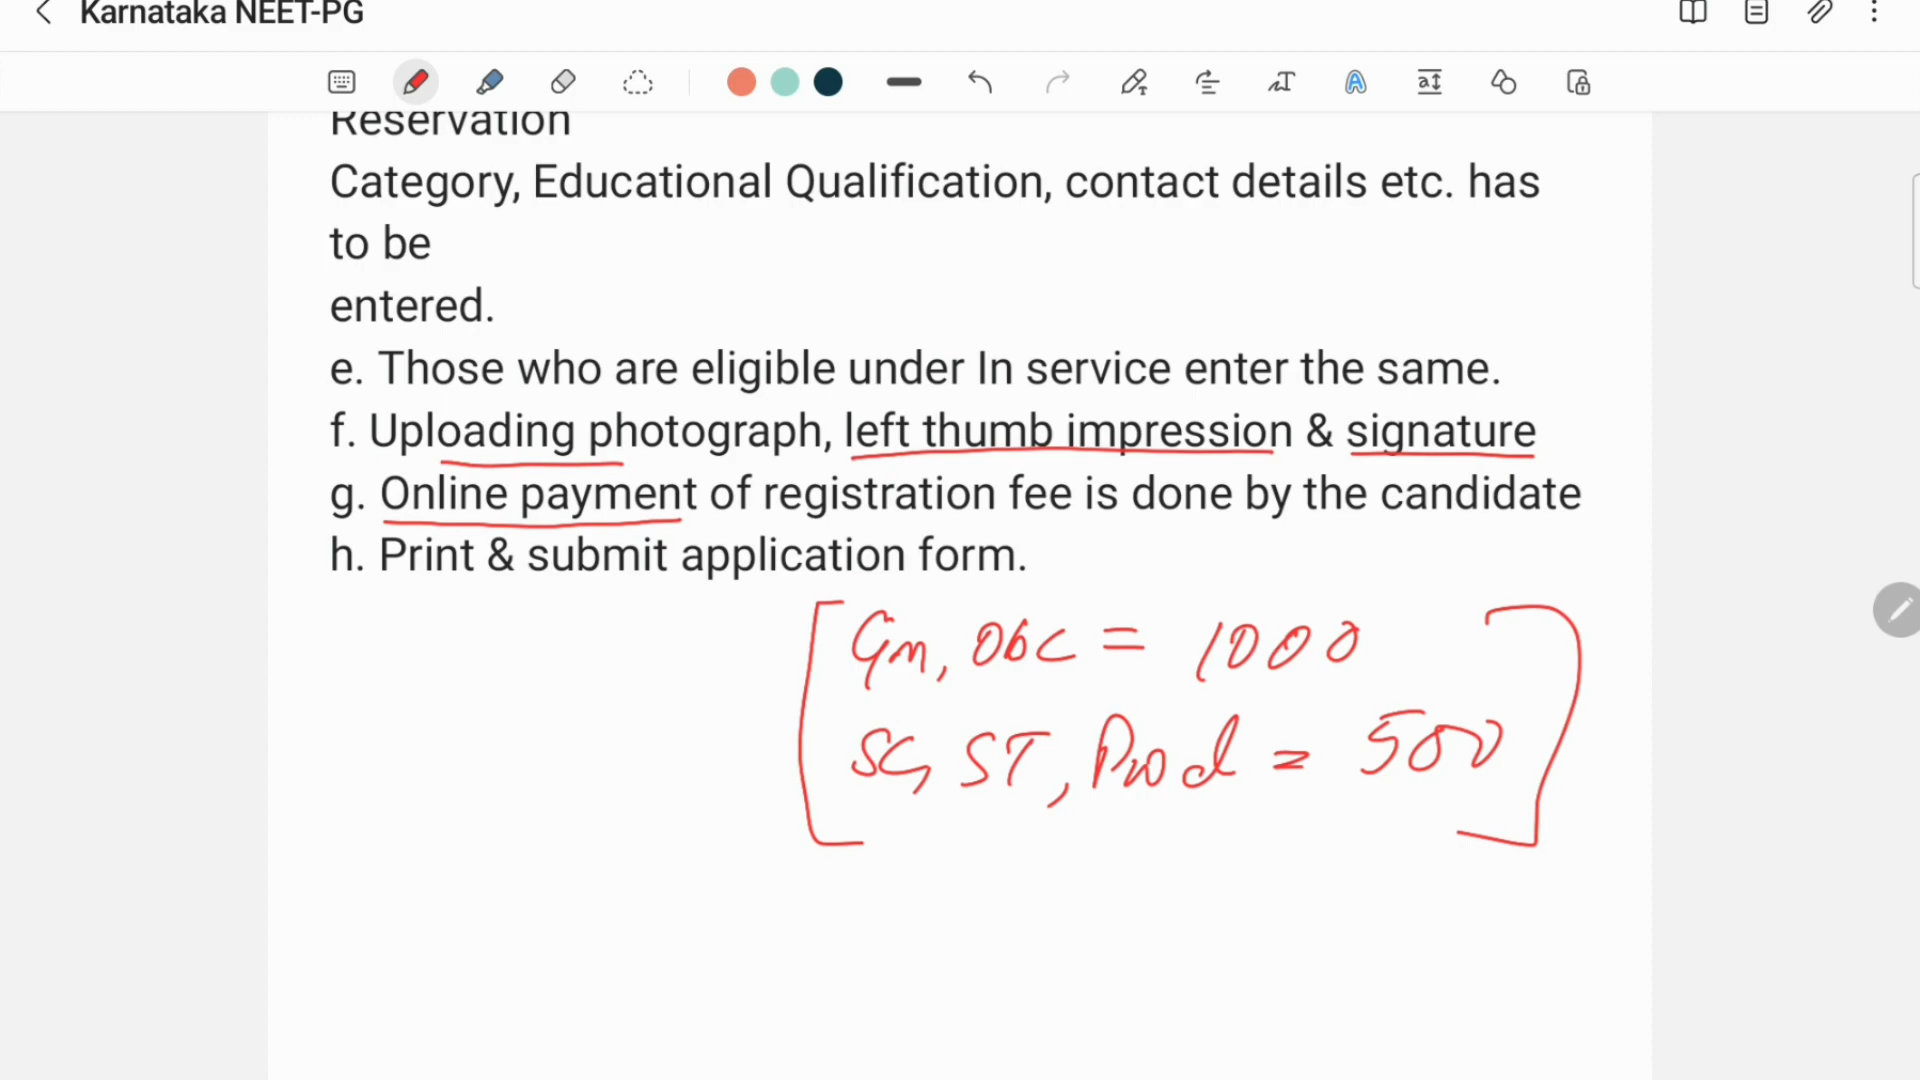 Karnataka NEET-PG
Reservation
Category, Educational Qualification, contact details etc. has
to be
entered.
e. Those who are eligible under In service enter the same.
f. Uploading photograph, left thumb impression & signature
g. Online payment of registration fee is done by the candidate
h. Print & submit application form.
Gm, Obc = 1000
SC, ST, Pwd = 500